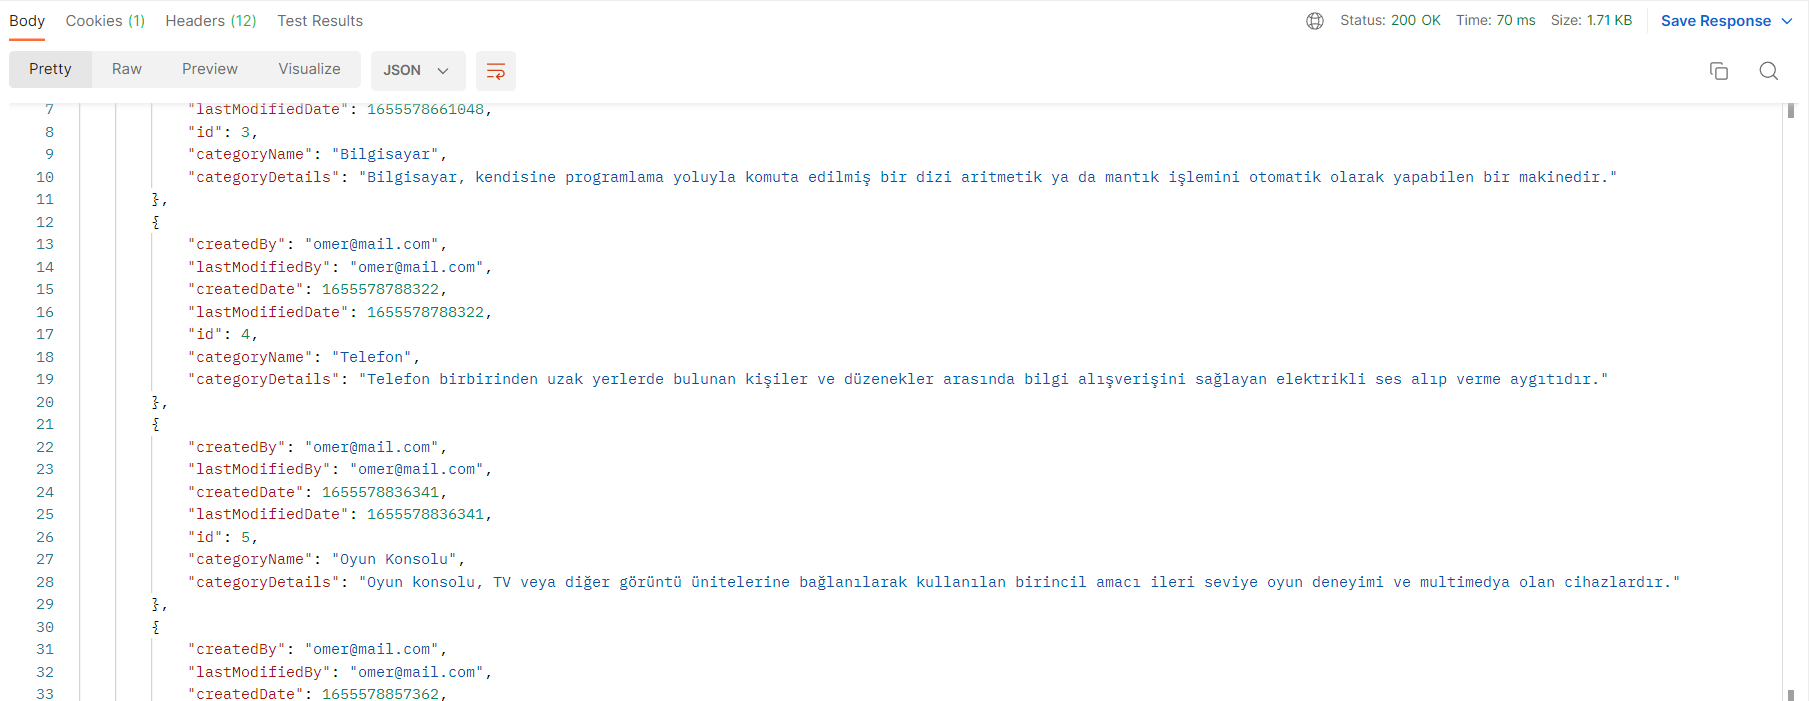 Body Cookies (1) Headers (12) Test Results Status: 200 OK Time: 70 ms Size: 1.71 KB Save Response
Pretty Raw Preview Visualize JSON
7 "lastModifiedDate": 1655578661048,
8 "id": 3,
9 "categoryName": "Bilgisayar",
10 "categoryDetails": "Bilgisayar, kendisine programlama yoluyla komuta edilmiş bir dizi aritmetik ya da mantık işlemini otomatik olarak yapabilen bir makinedir."
11 },
12 {
13 "createdBy": "omer@mail.com",
14 "lastModifiedBy": "omer@mail.com",
15 "createdDate": 1655578788322,
16 "lastModifiedDate": 1655578788322,
17 "id": 4,
18 "categoryName": "Telefon",
19 "categoryDetails": "Telefon birbirinden uzak yerlerde bulunan kişiler ve düzenekler arasında bilgi alışverişini sağlayan elektrikli ses alıp verme aygıtıdır."
20 },
21 {
22 "createdBy": "omer@mail.com",
23 "lastModifiedBy": "omer@mail.com",
24 "createdDate": 1655578836341,
25 "lastModifiedDate": 1655578836341,
26 "id": 5,
27 "categoryName": "Oyun Konsolu",
28 "categoryDetails": "Oyun konsolu, TV veya diğer görüntü ünitelerine bağlanılarak kullanılan birincil amacı ileri seviye oyun deneyimi ve multimedya olan cihazlardır."
29 },
30 {
31 "createdBy": "omer@mail.com",
32 "lastModifiedBy": "omer@mail.com",
33 "createdDate": 1655578857362,